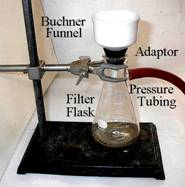 Buchner
Funnel
Adaptor
Filter
Flask
Pressure
Tubing